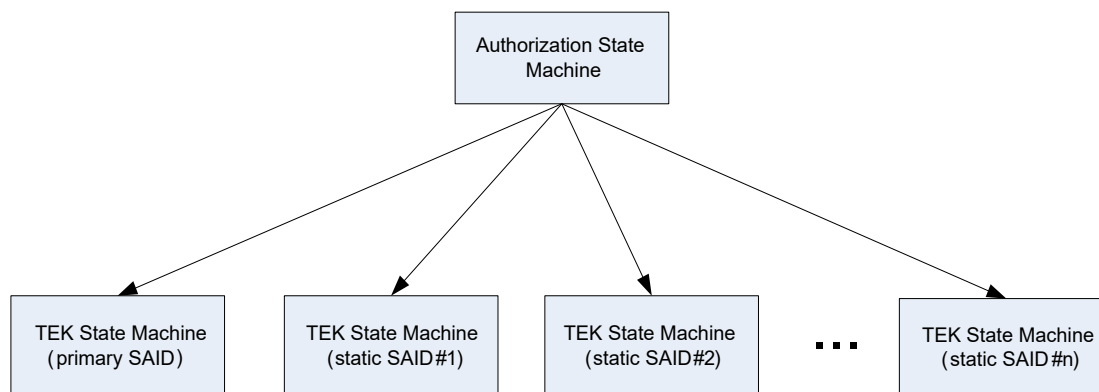 Authorization State
Machine
TEK State Machine
(primary SAID)
TEK State Machine
(static SAID#1)
TEK State Machine
(static SAID#2)
...
TEK State Machine
(static SAID#n)